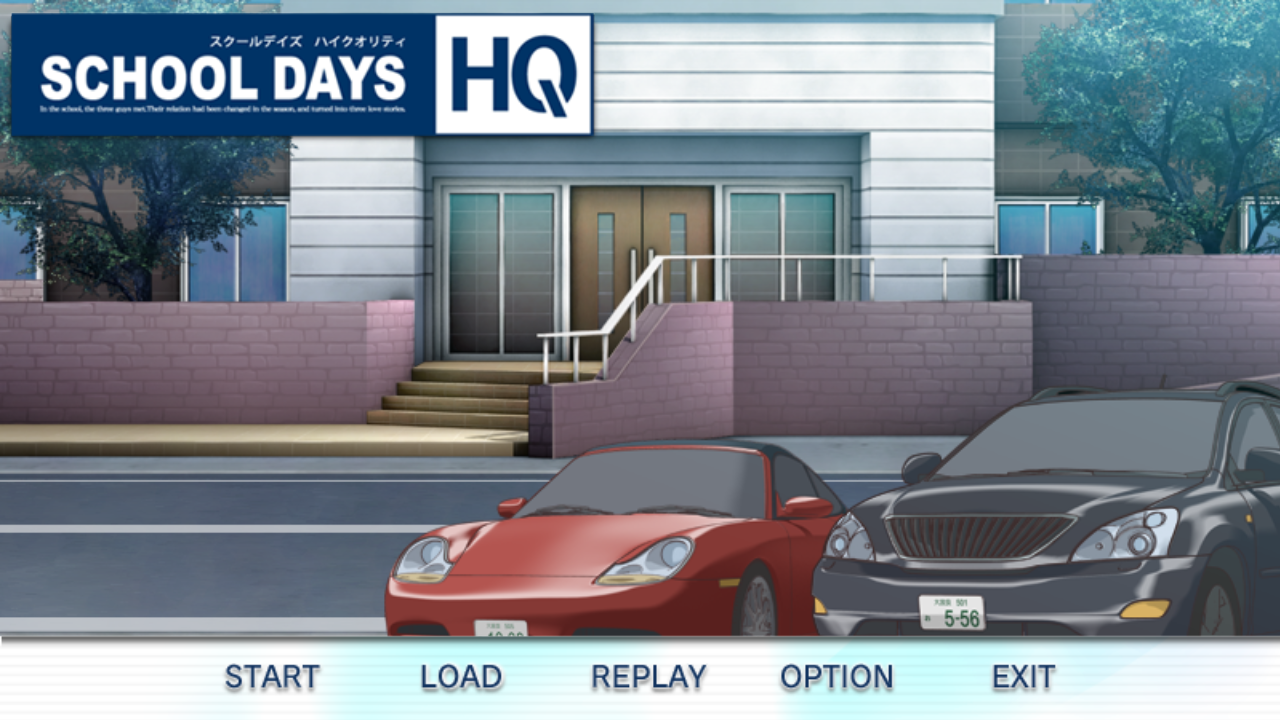 スクールデイズ ハイクオリティ
SCHOOL DAYS
In the school, the three guys met.Their relation had been changed in the season, and turned into three love stories.
HQ
501
5-56
START LOAD REPLAY OPTION EXIT